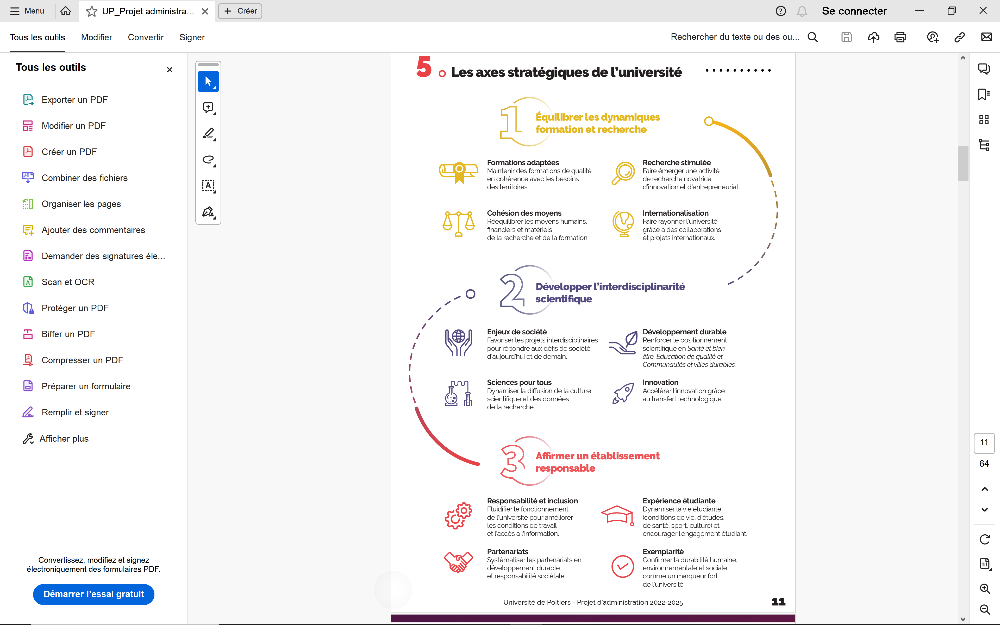 Menu
UP_Projet administra...
Créer
Se connecter
Tous les outils
Modifier
Convertir
Signer
Rechercher du texte ou des ou...
Tous les outils
Exporter un PDF
Modifier un PDF
Créer un PDF
Combiner des fichiers
Organiser les pages
Ajouter des commentaires
Demander des signatures éle...
Scan et OCR
Protéger un PDF
Biffer un PDF
Compresser un PDF
Préparer un formulaire
Remplir et signer
Afficher plus
Convertissez, modifiez et signez
électroniquement des formulaires PDF.
Démarrer l'essai gratuit
5 Les axes stratégiques de l'université
1
Équilibrer les dynamiques
formation et recherche
Formations adaptées
Maintenir des formations de qualité
en cohérence avec les besoins
des territoires.
Recherche stimulée
Faire émerger une activité
de recherche novatrice,
d'innovation et d'entrepreneuriat.
Cohésion des moyens
Rééquilibrer les moyens humains,
financiers et matériels
de la recherche et de la formation.
Internationalisation
Faire rayonner l'université
grâce à des collaborations
et projets internationaux.
2
Développer l'interdisciplinarité
scientifique
Enjeux de société
Favoriser les projets interdisciplinaires
pour répondre aux défis de société
d'aujourd'hui et de demain.
Développement durable
Renforcer le positionnement
scientifique en Santé et bien-
être, Éducation de qualité et
Communautés et villes durables.
Sciences pour tous
Dynamiser la diffusion de la culture
scientifique et des données
de la recherche.
Innovation
Accélérer l'innovation grâce
au transfert technologique.
3
Affirmer un établissement
responsable
Responsabilité et inclusion
Fluidifier le fonctionnement
de l'université pour améliorer
les conditions de travail
et l'accès à l'information.
Expérience étudiante
Dynamiser la vie étudiante
(conditions de vie, d'études,
de santé, sport, culture) et
encourager l'engagement étudiant.
Partenariats
Systématiser les partenariats en
développement durable
et responsabilité sociétale.
Exemplarité
Confirmer la durabilité humaine,
environnementale et sociale
comme un marqueur fort
de l'université.
Université de Poitiers - Projet d'administration 2022-2025
11
11
64
1:1